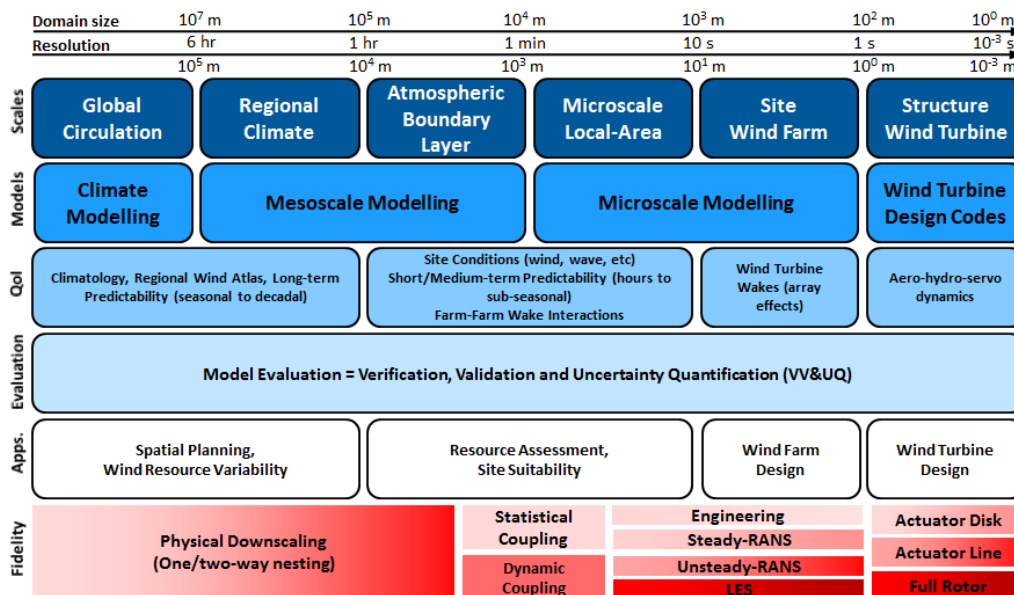 Domain size 10⁷ m 10⁵ m 10⁴ m 10³ m 10² m 10⁰ m
Resolution 6 hr 1 hr 1 min 10 s 1 s 10⁻³ s
10⁵ m 10⁴ m 10³ m 10¹ m 10⁰ m 10⁻³ m
Scales
Global
Circulation
Regional
Climate
Atmospheric
Boundary
Layer
Microscale
Local-Area
Site
Wind Farm
Structure
Wind Turbine
Models
Climate
Modelling
Mesoscale Modelling
Microscale Modelling
Wind Turbine
Design Codes
QoI
Climatology, Regional Wind Atlas, Long-term
Predictability (seasonal to decadal)
Site Conditions (wind, wave, etc)
Short/Medium-term Predictability (hours to
sub-seasonal)
Farm-Farm Wake Interactions
Wind Turbine
Wakes (array
effects)
Aero-hydro-servo
dynamics
Evaluation
Model Evaluation = Verification, Validation and Uncertainty Quantification (VV&UQ)
Apps.
Spatial Planning,
Wind Resource Variability
Resource Assessment,
Site Suitability
Wind Farm
Design
Wind Turbine
Design
Fidelity
Physical Downscaling
(One/two-way nesting)
Statistical
Coupling
Dynamic
Coupling
Engineering
Steady-RANS
Unsteady-RANS
LES
Actuator Disk
Actuator Line
Full Rotor